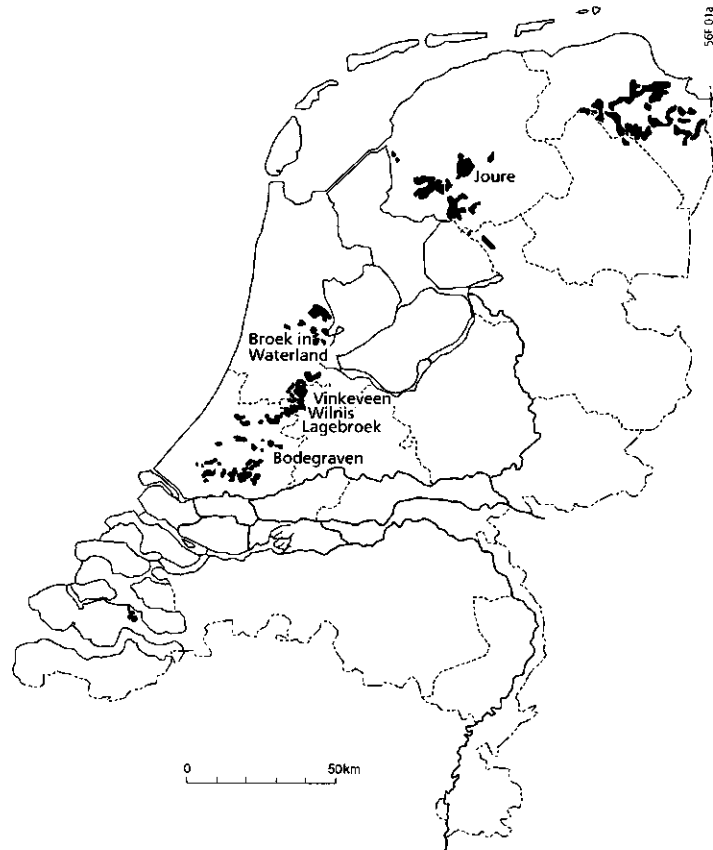 56F 01a
Joure
Broek in
Waterland
Vinkeveen
Wilnis
Lagebroek
Bodegraven
0
50km